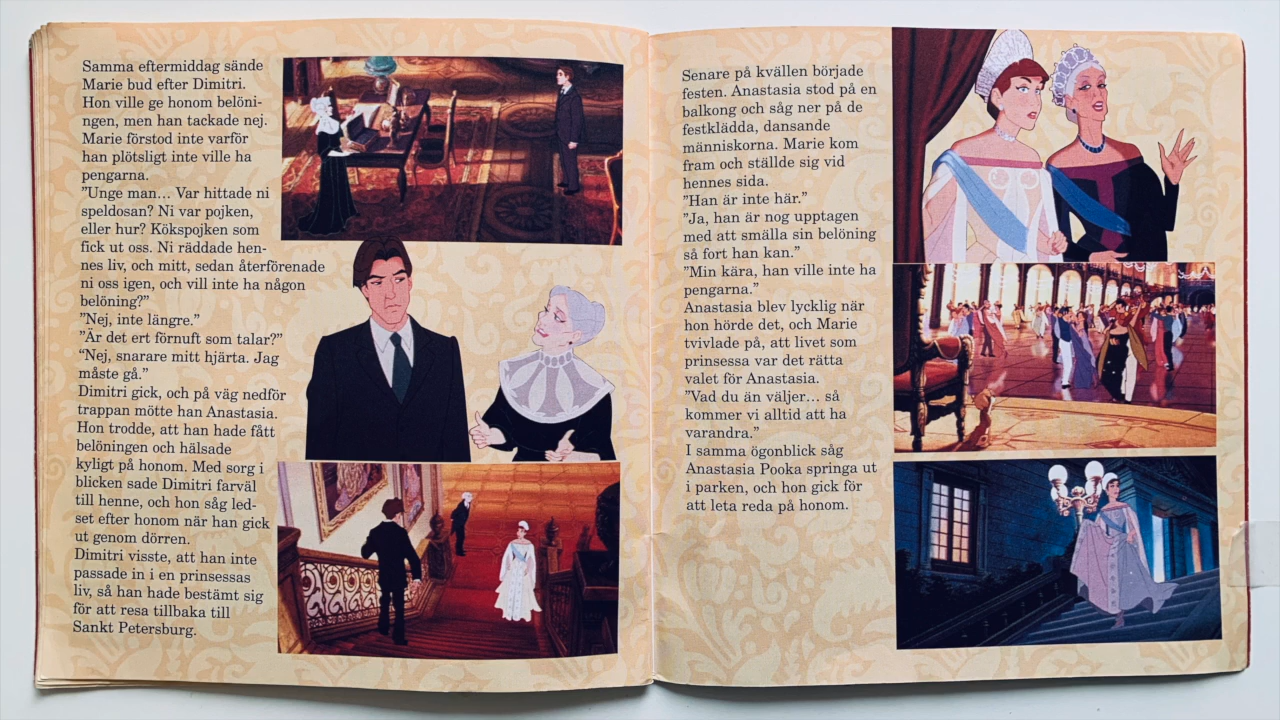 Samma eftermiddag sände
Marie bud efter Dimitri.
Hon ville ge honom belöni-
ngen, men han tackade nej.
Marie förstod inte varför
han plötsligt inte ville ha
pengarna.
”Unge man… Var hittade ni
speldosan? Ni var pojken,
eller hur? Kökspojken som
fick ut oss. Ni räddade hen-
nes liv, och mitt, sedan återförenade
ni oss igen, och vill inte ha någon
belöning?”
”Nej, inte längre.”
”Är det ert förnuft som talar?”
“Nej, snarare mitt hjärta. Jag
måste gå.”
Dimitri gick, och på väg nedför
trappan mötte han Anastasia.
Hon trodde, att han hade fått
belöningen och hälsade
kyligt på honom. Med sorg i
blicken sade Dimitri farväl
till henne, och hon såg led-
set efter honom när han gick
ut genom dörren.
Dimitri visste, att han inte
passade in i en prinsessas
liv, så han hade bestämt sig
för att resa tillbaka till
Sankt Petersburg.
Senare på kvällen började
festen. Anastasia stod på en
balkong och såg ner på de
festklädda, dansande
människorna. Marie kom
fram och ställde sig vid
hennes sida.
”Han är inte här.”
”Ja, han är nog upptagen
med att smälla sin belöning
så fort han kan.”
”Min kära, han ville inte ha
pengarna.”
Anastasia blev lycklig när
hon hörde det, och Marie
tvivlade på, att livet som
prinsessa var det rätta
valet för Anastasia.
”Vad du än väljer… så
kommer vi alltid att ha
varandra.”
I samma ögonblick såg
Anastasia Pooka springa ut
i parken, och hon gick för
att leta reda på honom.